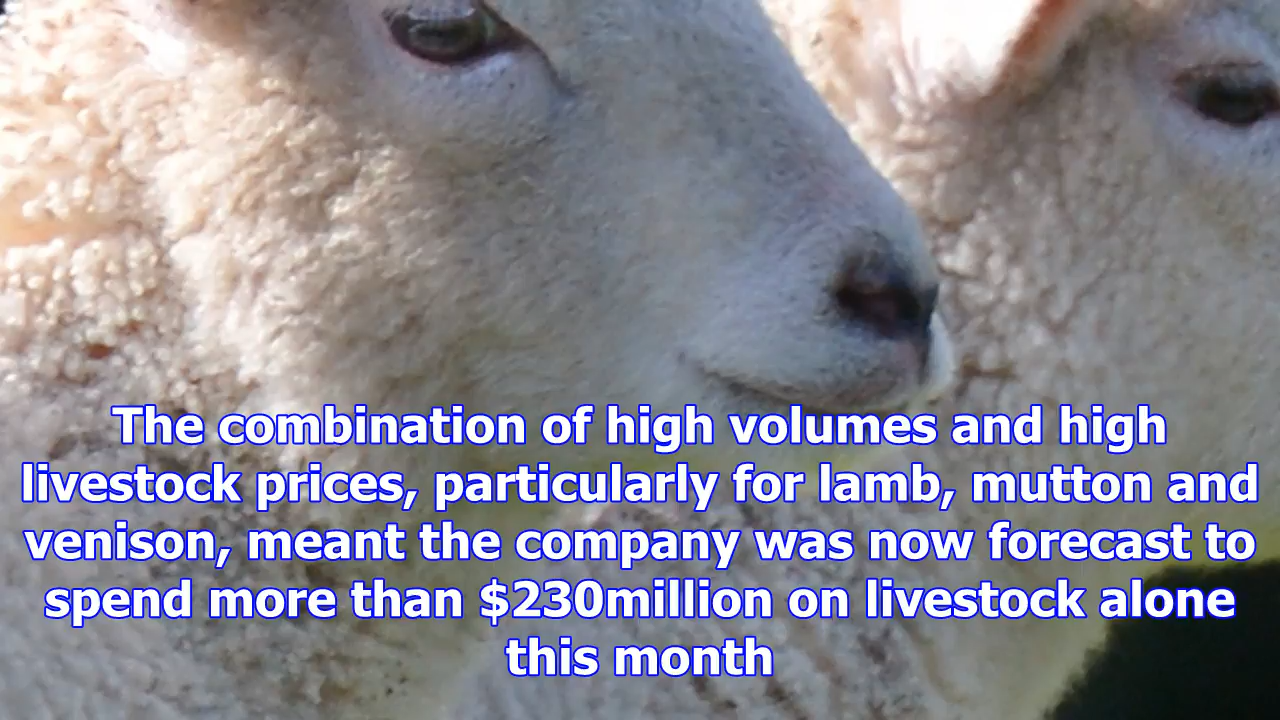 The combination of high volumes and high
livestock prices, particularly for lamb, mutton and
venison, meant the company was now forecast to
spend more than $230million on livestock alone
this month